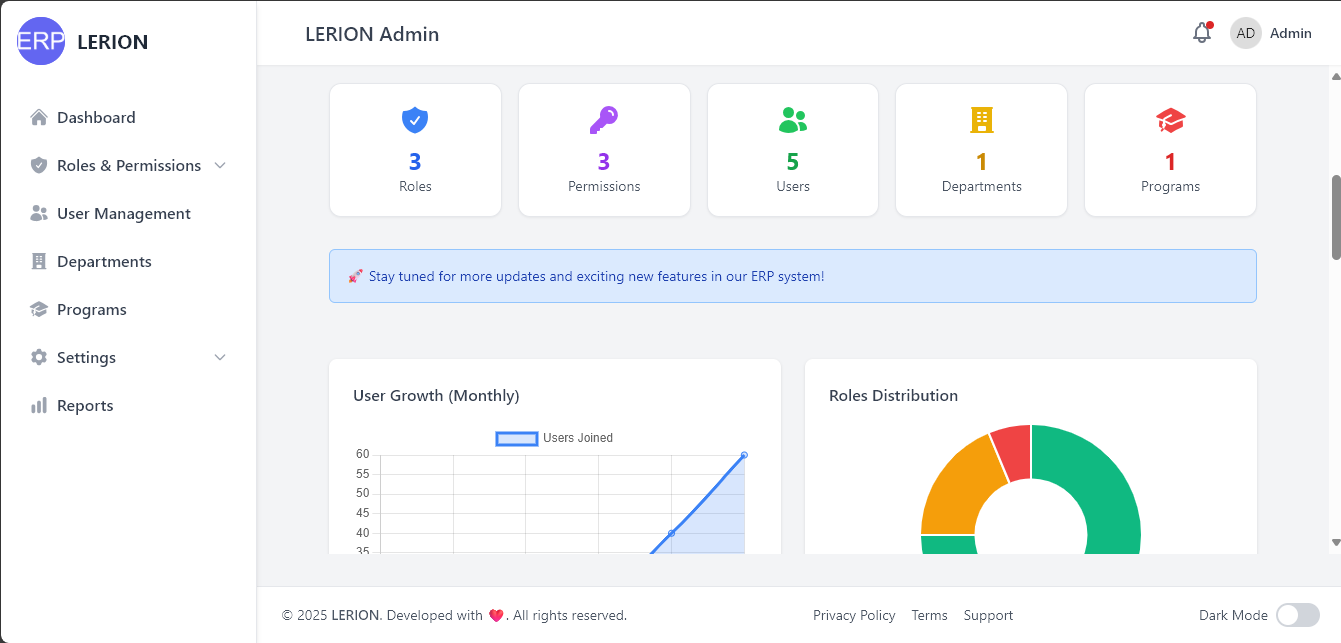 ERP LERION
LERION Admin
AD Admin
Dashboard
Roles & Permissions
User Management
Departments
Programs
Settings
Reports
3
Roles
3
Permissions
5
Users
1
Departments
1
Programs
🚀 Stay tuned for more updates and exciting new features in our ERP system!
User Growth (Monthly)
Users Joined
60
55
50
45
40
35
Roles Distribution
© 2025 LERION. Developed with ❤️. All rights reserved.
Privacy Policy Terms Support
Dark Mode